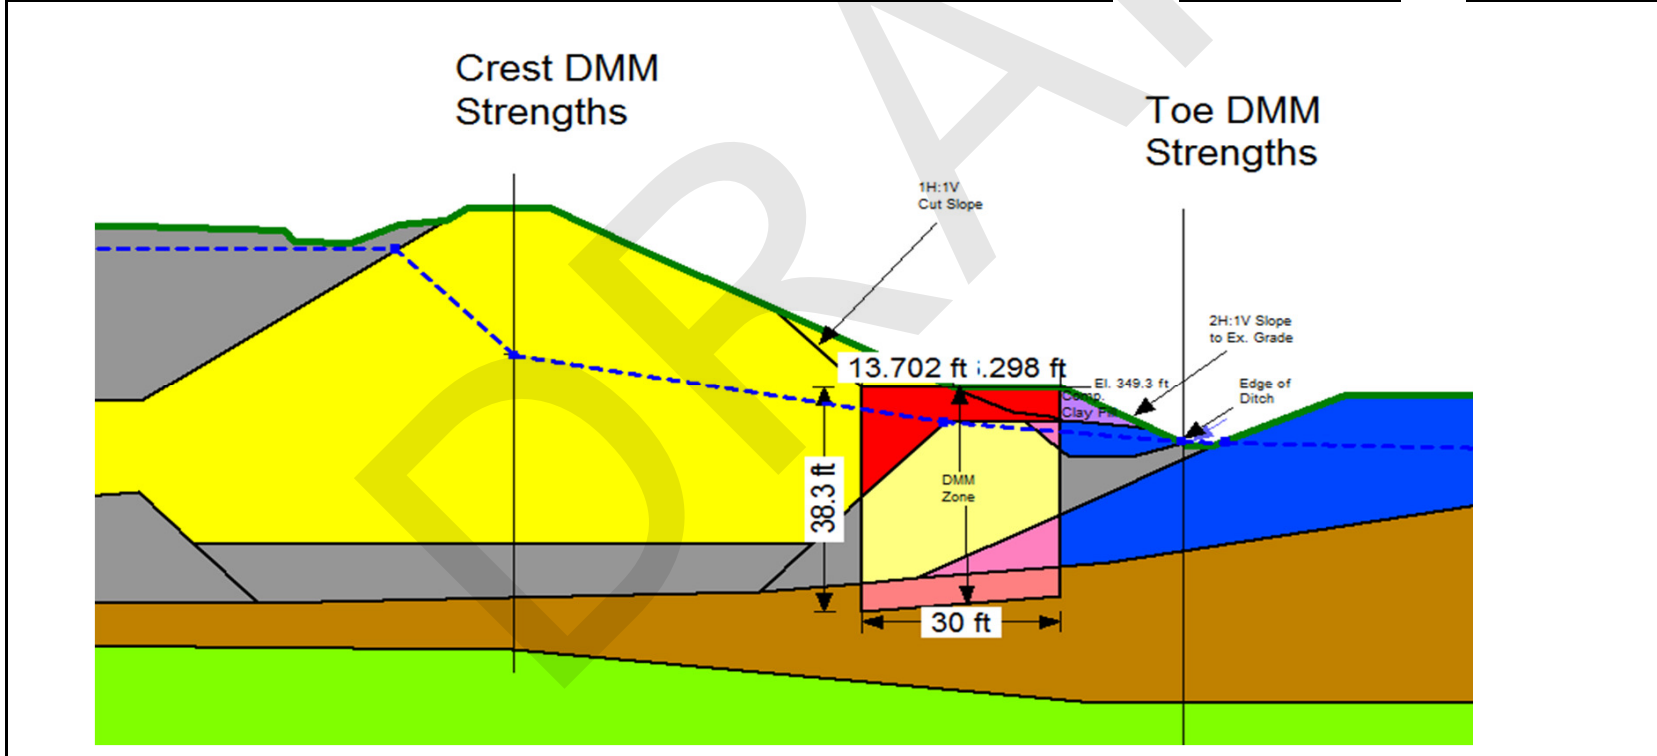 Crest DMM
Strengths
Toe DMM
Strengths
1H:1V
Cut Slope
2H:1V Slope
to Ex. Grade
13.702 ft
.298 ft
El. 349.3 ft
Edge of
Ditch
Comp.
Clay Fill
38.3 ft
DMM
Zone
30 ft
DRA